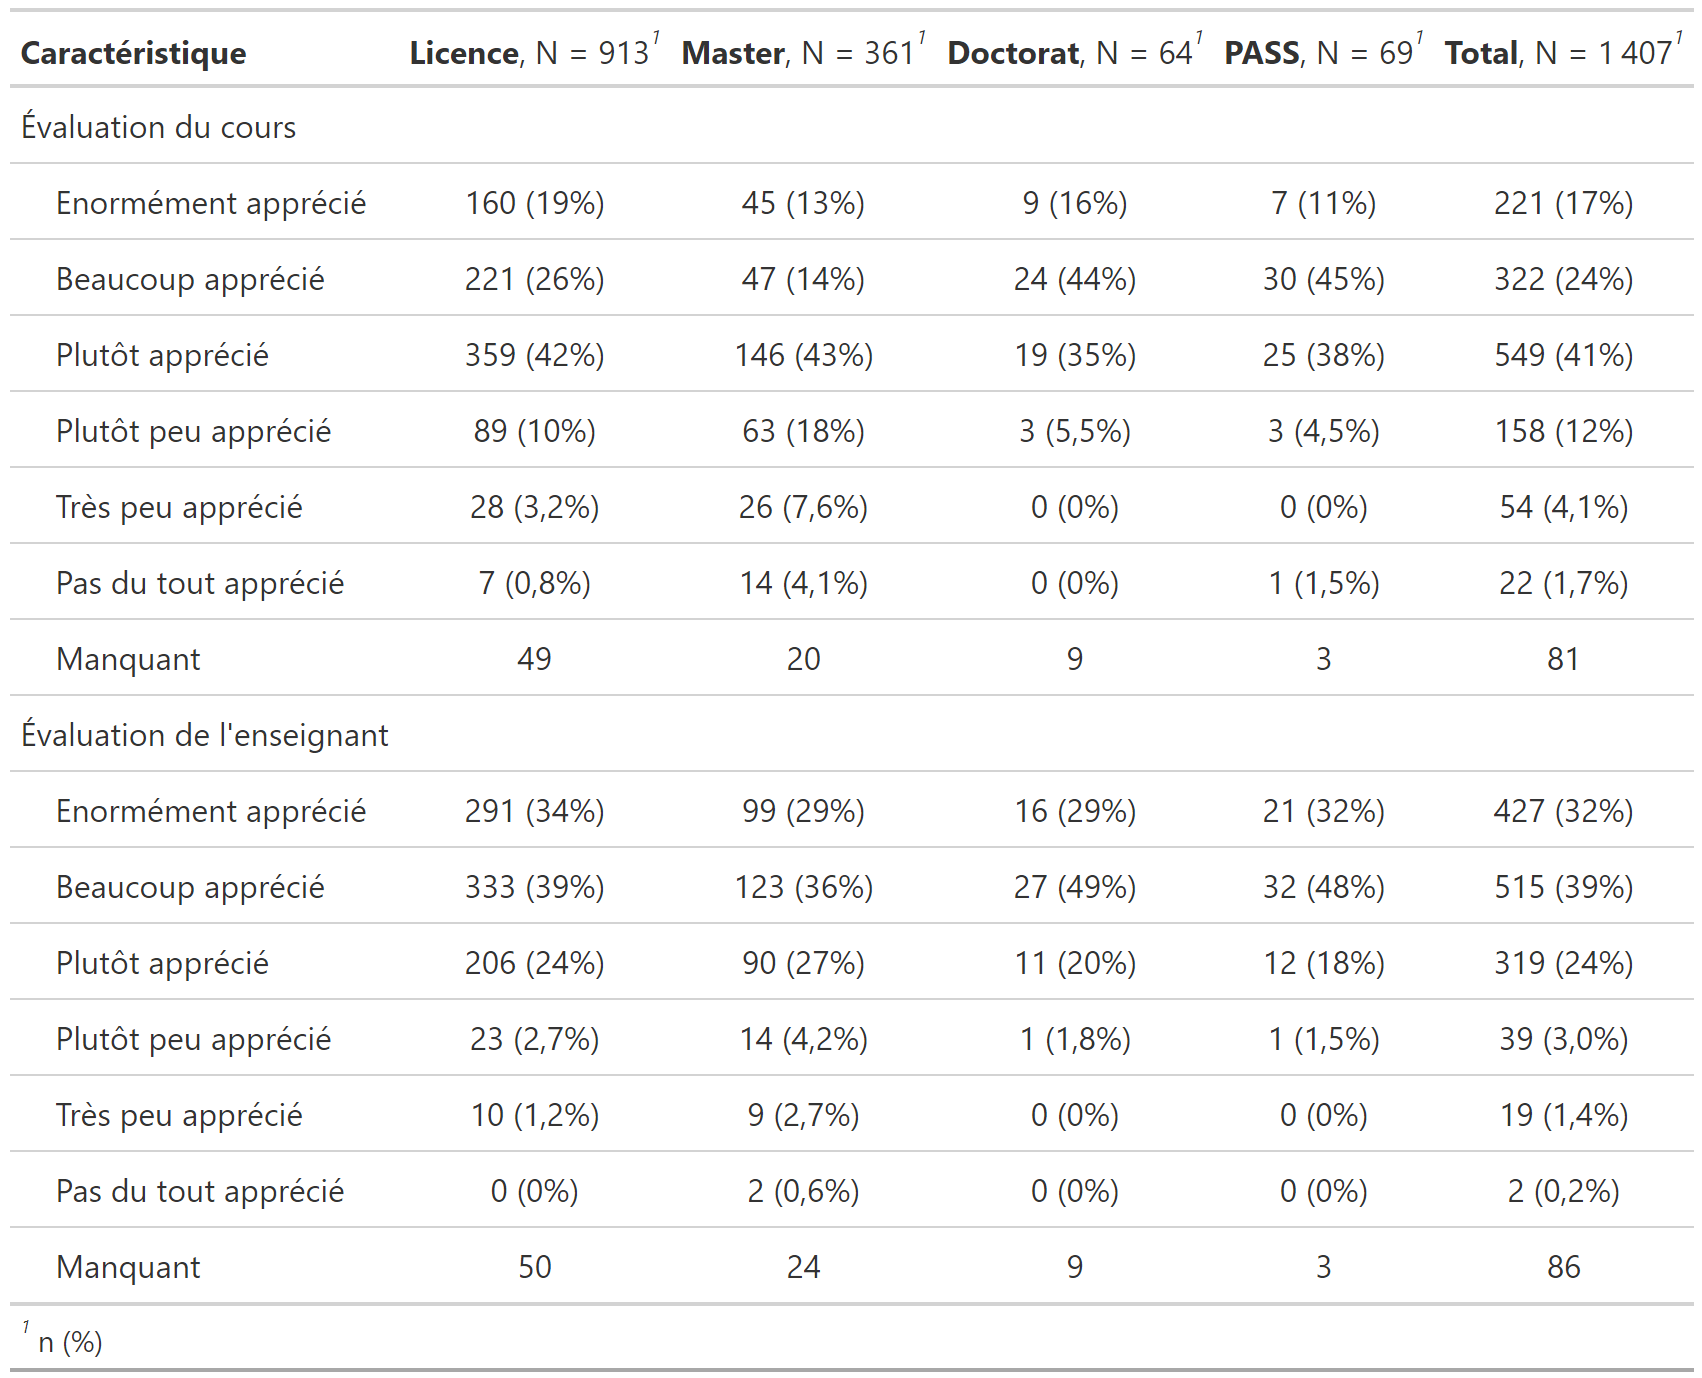 Caractéristique Licence, N = 913¹ Master, N = 361¹ Doctorat, N = 64¹ PASS, N = 69¹ Total, N = 1 407¹
Évaluation du cours
Enormément apprécié 160 (19%) 45 (13%) 9 (16%) 7 (11%) 221 (17%)
Beaucoup apprécié 221 (26%) 47 (14%) 24 (44%) 30 (45%) 322 (24%)
Plutôt apprécié 359 (42%) 146 (43%) 19 (35%) 25 (38%) 549 (41%)
Plutôt peu apprécié 89 (10%) 63 (18%) 3 (5,5%) 3 (4,5%) 158 (12%)
Très peu apprécié 28 (3,2%) 26 (7,6%) 0 (0%) 0 (0%) 54 (4,1%)
Pas du tout apprécié 7 (0,8%) 14 (4,1%) 0 (0%) 1 (1,5%) 22 (1,7%)
Manquant 49 20 9 3 81
Évaluation de l'enseignant
Enormément apprécié 291 (34%) 99 (29%) 16 (29%) 21 (32%) 427 (32%)
Beaucoup apprécié 333 (39%) 123 (36%) 27 (49%) 32 (48%) 515 (39%)
Plutôt apprécié 206 (24%) 90 (27%) 11 (20%) 12 (18%) 319 (24%)
Plutôt peu apprécié 23 (2,7%) 14 (4,2%) 1 (1,8%) 1 (1,5%) 39 (3,0%)
Très peu apprécié 10 (1,2%) 9 (2,7%) 0 (0%) 0 (0%) 19 (1,4%)
Pas du tout apprécié 0 (0%) 2 (0,6%) 0 (0%) 0 (0%) 2 (0,2%)
Manquant 50 24 9 3 86
¹ n (%)